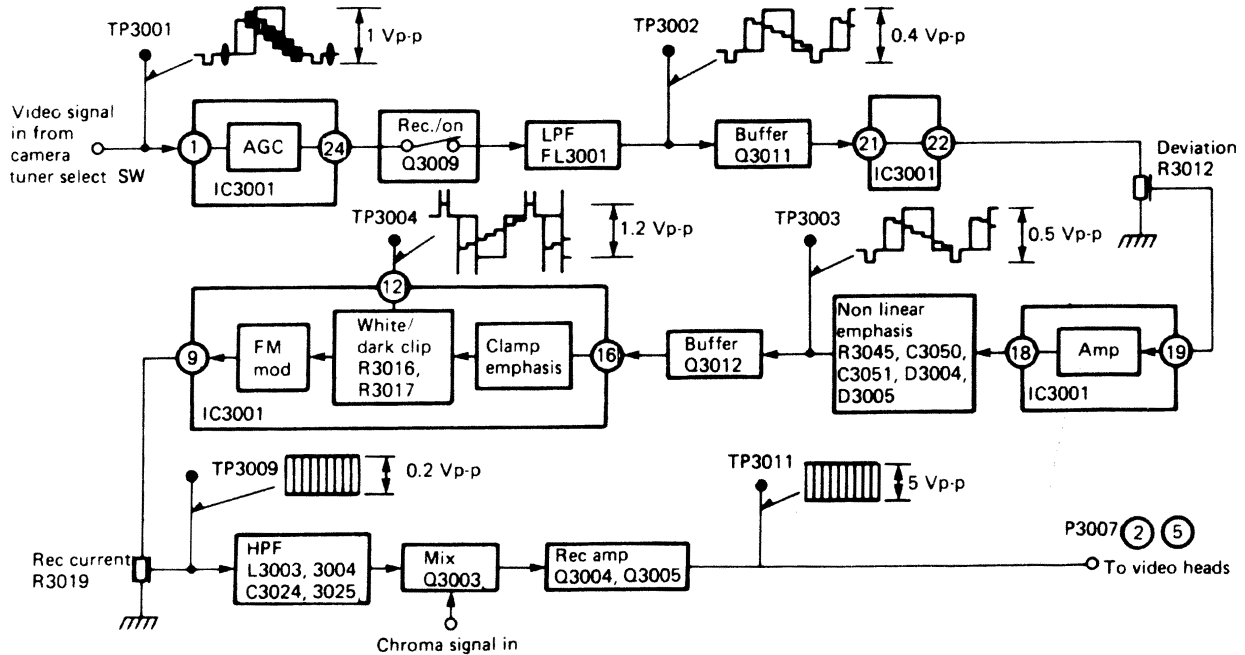 TP3001
1 Vp-p
TP3002
0.4 Vp-p
Video signal
in from
camera
tuner select SW
1
AGC
24
IC3001
Rec./on
Q3009
LPF
FL3001
Buffer
Q3011
21
22
IC3001
Deviation
R3012
TP3004
1.2 Vp-p
TP3003
0.5 Vp-p
12
9
FM
mod
White/
dark clip
R3016,
R3017
Clamp
emphasis
16
IC3001
Buffer
Q3012
Non linear
emphasis
R3045, C3050,
C3051, D3004,
D3005
18
Amp
19
IC3001
TP3009
0.2 Vp-p
TP3011
5 Vp-p
Rec current
R3019
HPF
L3003, 3004
C3024, 3025
Mix
Q3003
Rec amp
Q3004, Q3005
P3007 2 5
To video heads
Chroma signal in